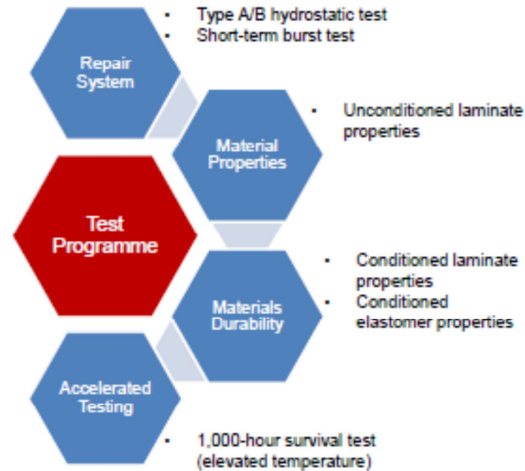 • Type A/B hydrostatic test
• Short-term burst test
Repair
System
• Unconditioned laminate
properties
Material
Properties
Test
Programme
• Conditioned laminate
properties
• Conditioned
elastomer properties
Materials
Durability
Accelerated
Testing
• 1,000-hour survival test
(elevated temperature)